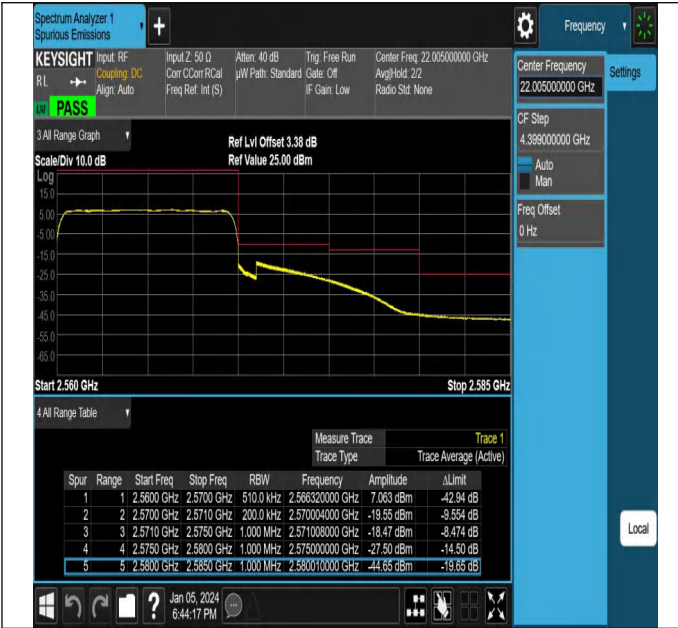 Spectrum Analyzer 1
Spurious Emissions
Frequency
KEYSIGHT
Input: RF
Coupling: DC
Align: Auto
Input Z: 50 Ω
Corr CCorr RCal
Freq Ref: Int (S)
Atten: 40 dB
µW Path: Standard
Trig: Free Run
Gate: Off
IF Gain: Low
Center Freq: 22.005000000 GHz
Avg|Hold: 2/2
Radio Std: None
RL
LXI
PASS
Center Frequency
22.005000000 GHz
Settings
CF Step
4.399000000 GHz
Auto
Man
Freq Offset
0 Hz
Local
3 All Range Graph
Ref Lvl Offset 3.38 dB
Scale/Div 10.0 dB
Ref Value 25.00 dBm
Log
15.0
5.00
-5.00
-15.0
-25.0
-35.0
-45.0
-55.0
-65.0
Start 2.560 GHz
Stop 2.585 GHz
4 All Range Table
Measure Trace
Trace 1
Trace Type
Trace Average (Active)
Spur Range Start Freq Stop Freq RBW Frequency Amplitude ΔLimit
1 1 2.5600 GHz 2.5700 GHz 510.0 kHz 2.566320000 GHz 7.063 dBm -42.94 dB
2 2 2.5700 GHz 2.5710 GHz 200.0 kHz 2.570004000 GHz -19.55 dBm -9.554 dB
3 3 2.5710 GHz 2.5750 GHz 1.000 MHz 2.571008000 GHz -18.47 dBm -8.474 dB
4 4 2.5750 GHz 2.5800 GHz 1.000 MHz 2.575000000 GHz -27.50 dBm -14.50 dB
5 5 2.5800 GHz 2.5850 GHz 1.000 MHz 2.580010000 GHz -44.65 dBm -19.65 dB
Jan 05, 2024
6:44:17 PM